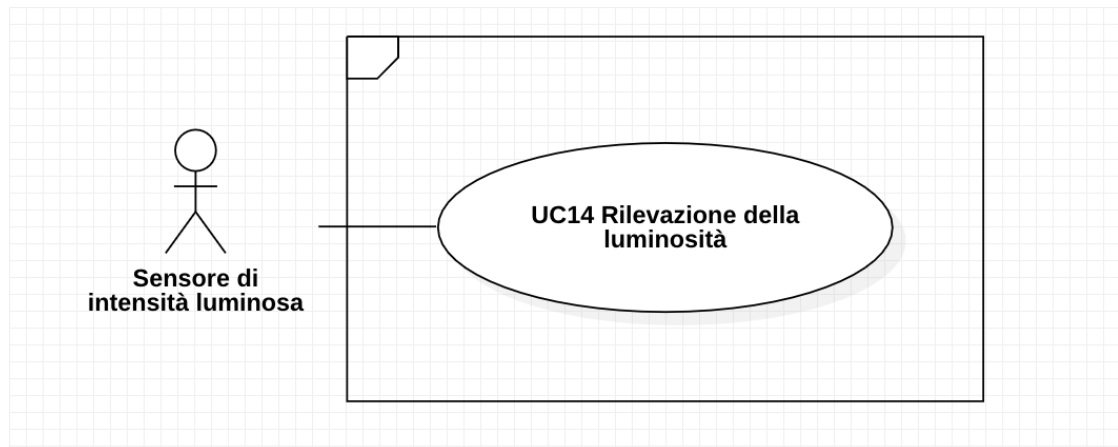 UC14 Rilevazione della
luminosità
Sensore di
intensità luminosa